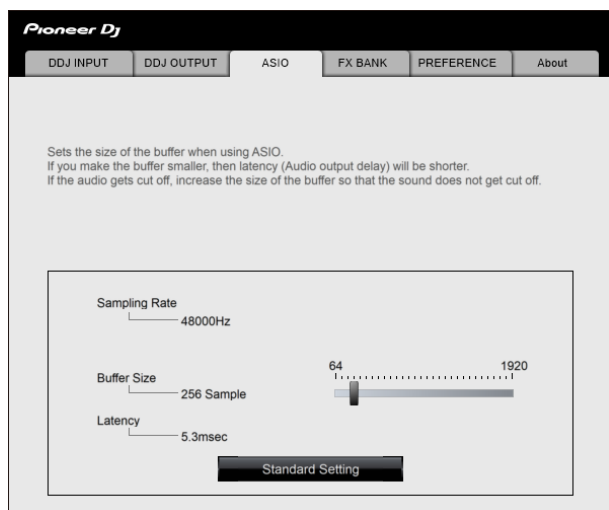 Pioneer Dj
DDJ INPUT DDJ OUTPUT ASIO FX BANK PREFERENCE About
Sets the size of the buffer when using ASIO.
If you make the buffer smaller, then latency (Audio output delay) will be shorter.
If the audio gets cut off, increase the size of the buffer so that the sound does not get cut off.
Sampling Rate
48000Hz
64 1920
Buffer Size
256 Sample
Latency
5.3msec
Standard Setting